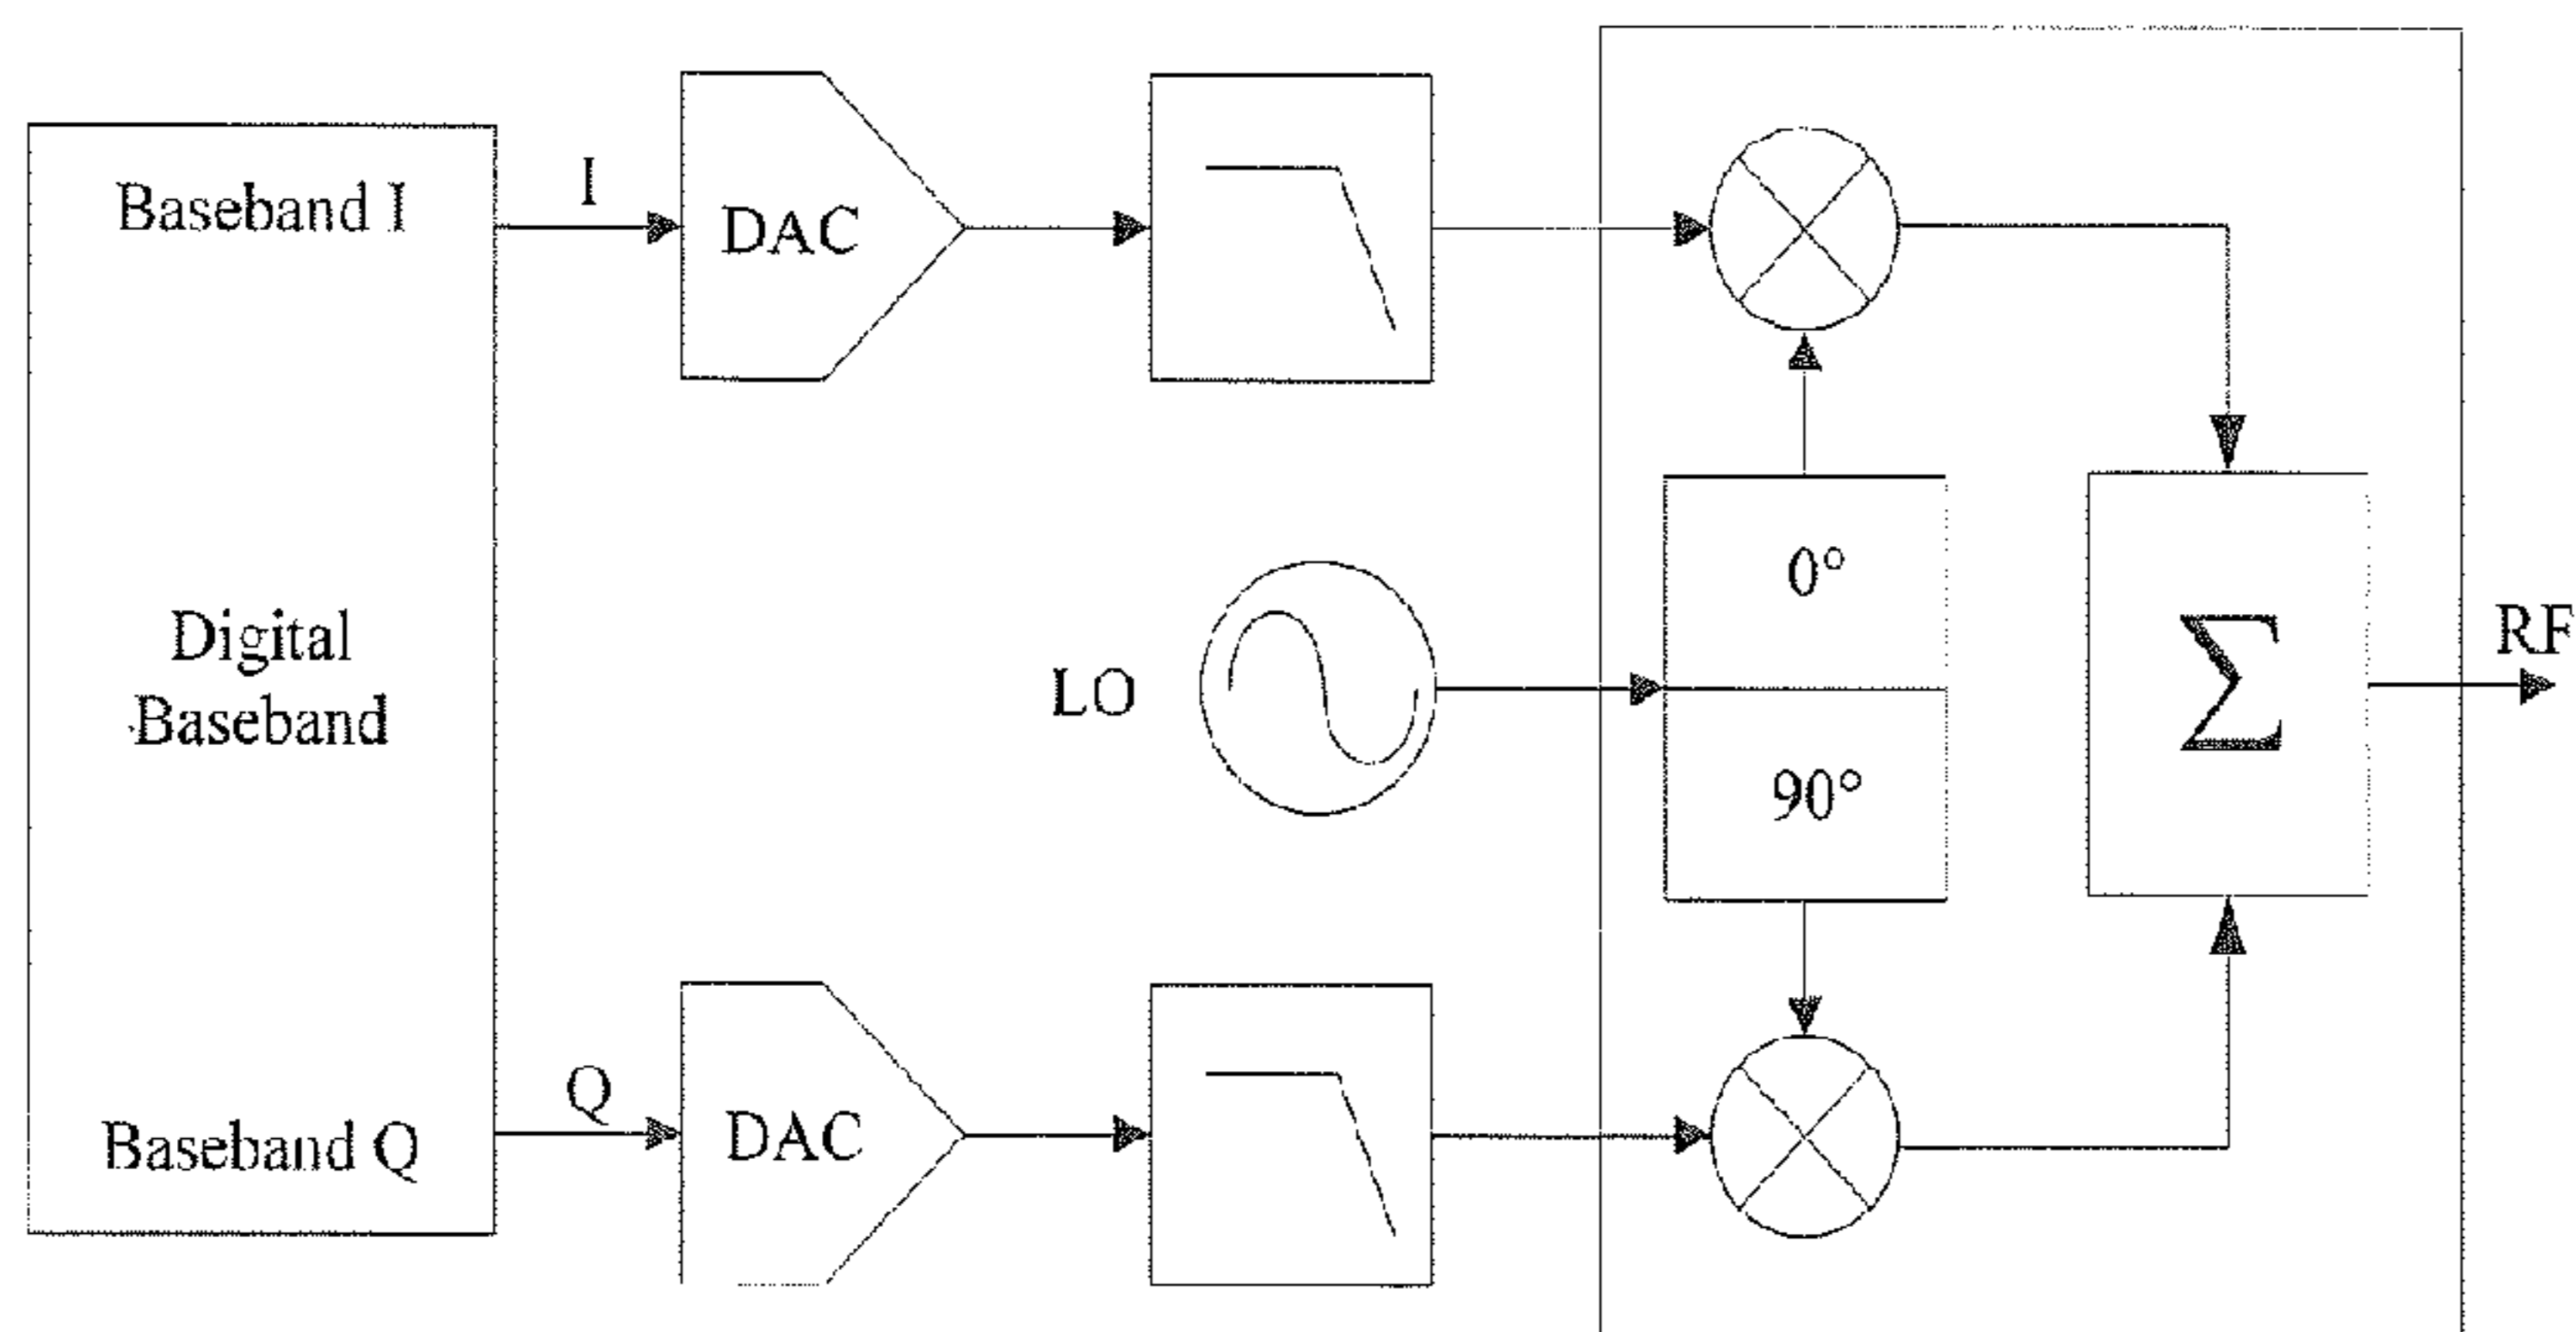 Baseband I
I
DAC
Digital
Baseband
LO
0°
90°
Σ
RF
Baseband Q
Q
DAC